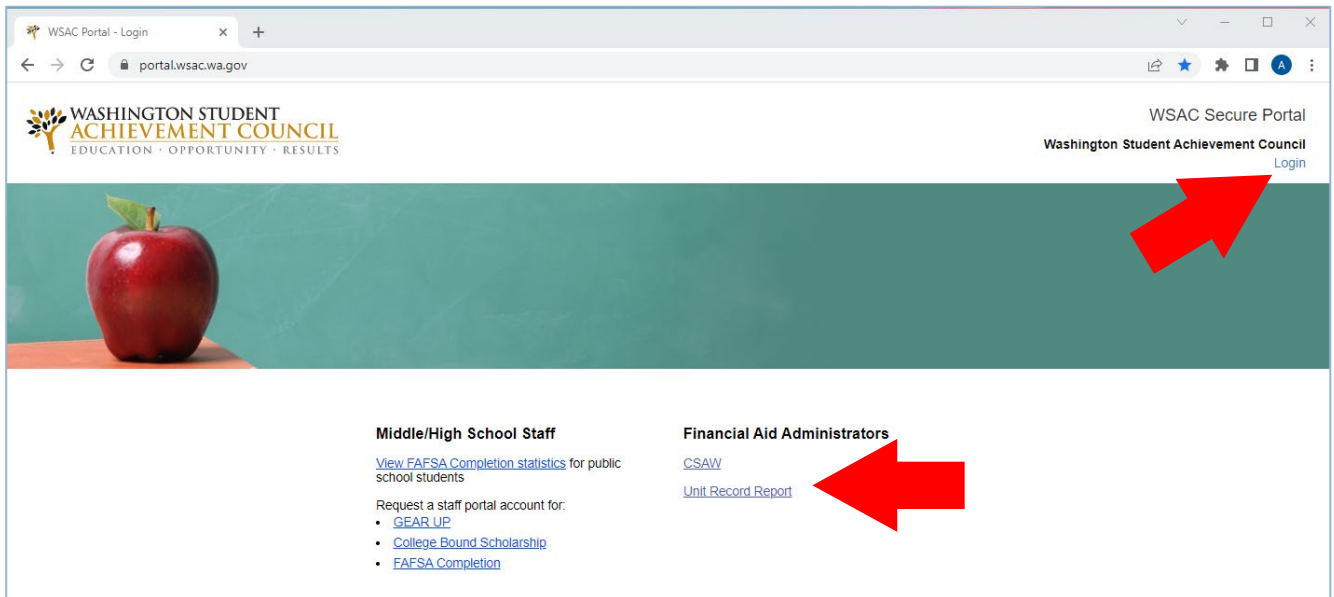 WSAC Portal - Login
portal.wsac.wa.gov
A
WASHINGTON STUDENT
ACHIEVEMENT COUNCIL
EDUCATION · OPPORTUNITY · RESULTS
WSAC Secure Portal
Washington Student Achievement Council
Login
Middle/High School Staff
View FAFSA Completion statistics for public
school students
Request a staff portal account for:
• GEAR UP
• College Bound Scholarship
• FAFSA Completion
Financial Aid Administrators
CSAW
Unit Record Report